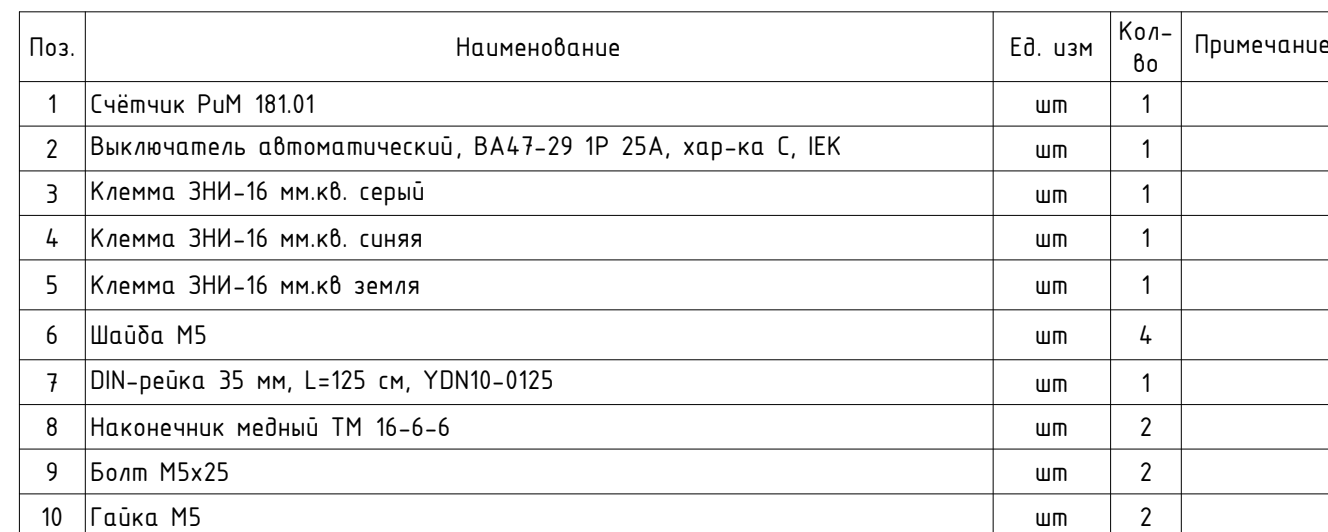 Поз. Наименование Ед. изм Кол-во Примечание
1 Счётчик РиМ 181.01 шт 1
2 Выключатель автоматический, ВА47-29 1Р 25А, хар-ка С, IEK шт 1
3 Клемма ЗНИ-16 мм.кв. серый шт 1
4 Клемма ЗНИ-16 мм.кв. синяя шт 1
5 Клемма ЗНИ-16 мм.кв земля шт 1
6 Шайба М5 шт 4
7 DIN-рейка 35 мм, L=125 см, YDN10-0125 шт 1
8 Наконечник медный ТМ 16-6-6 шт 2
9 Болт М5х25 шт 2
10 Гайка М5 шт 2